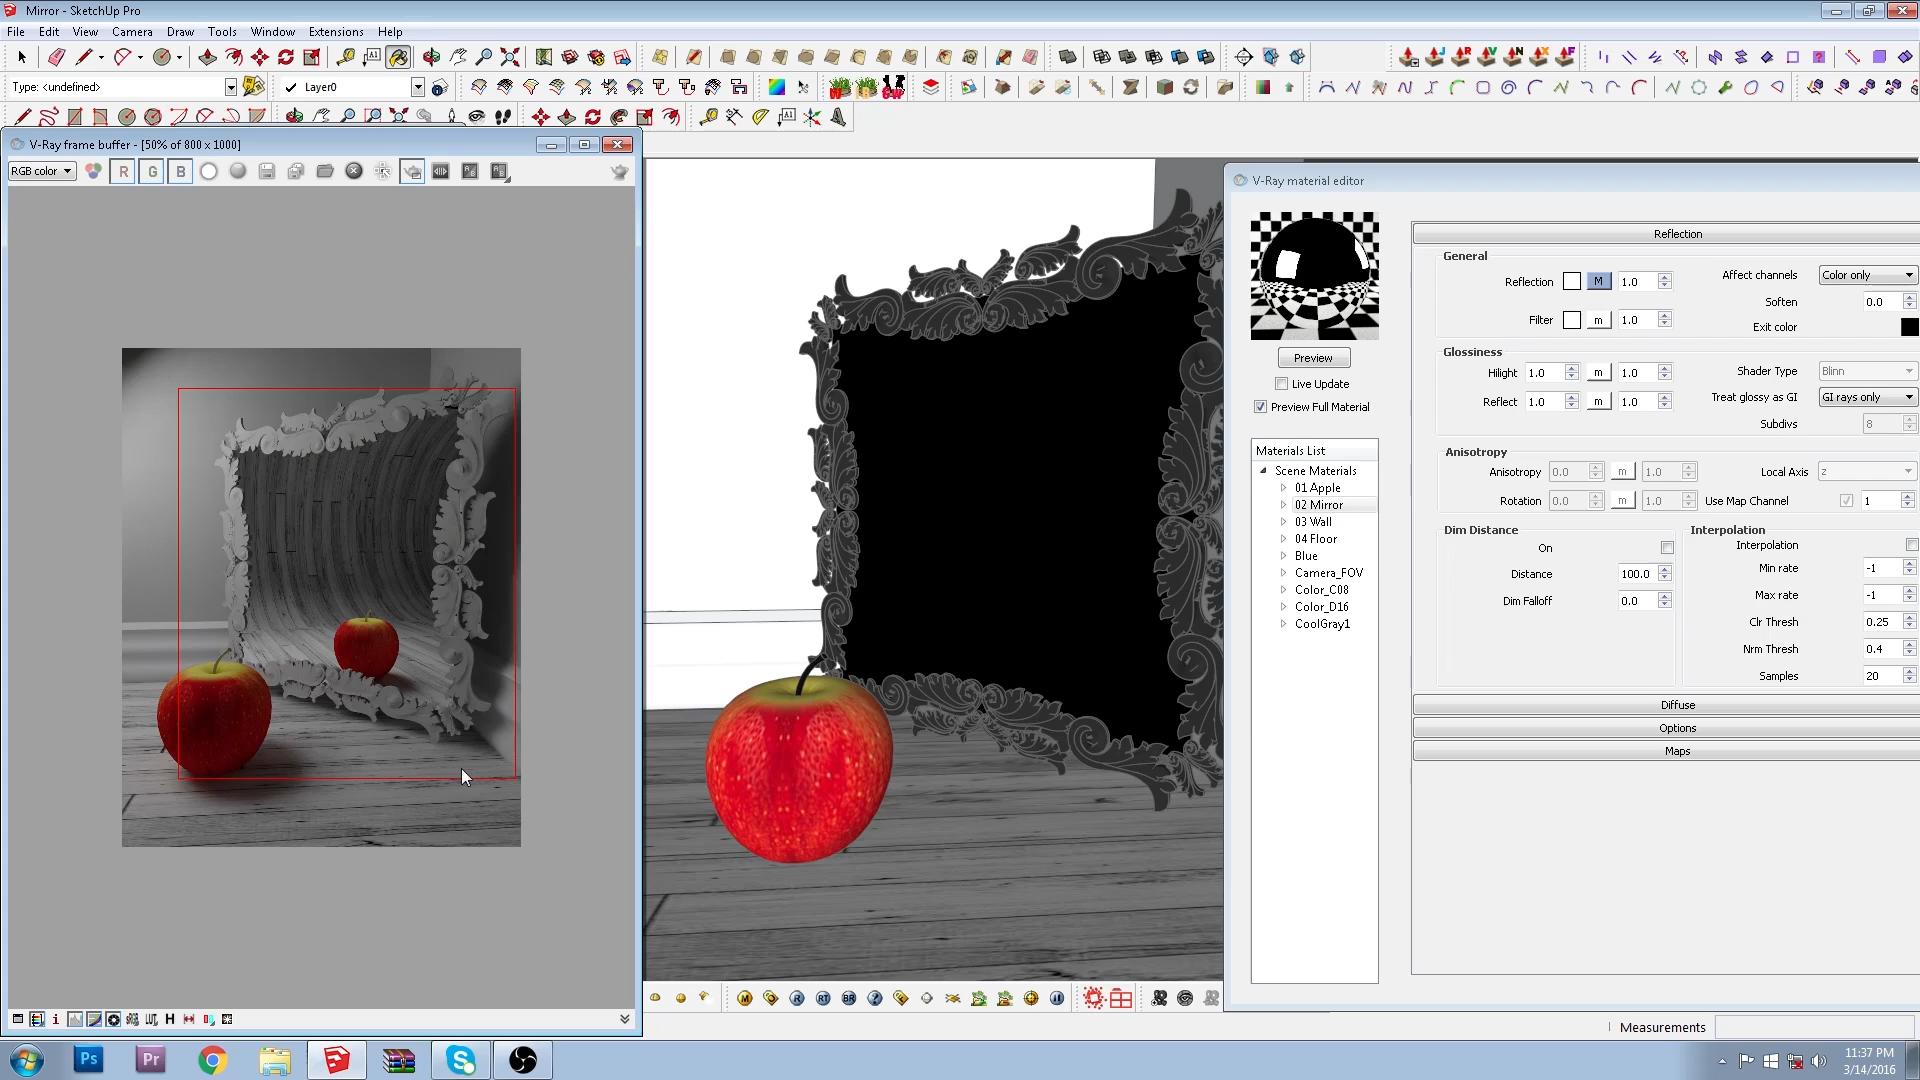 Mirror - SketchUp Pro
File Edit View Camera Draw Tools Window Extensions Help
Type: <undefined> Layer0
V-Ray frame buffer - [50% of 800 x 1000]
RGB color R G B
V-Ray material editor
Preview
Live Update
Preview Full Material
Materials List
Scene Materials
01 Apple
02 Mirror
03 Wall
04 Floor
Blue
Camera_FOV
Color_C08
Color_D16
CoolGray1
Reflection
General
Reflection M 1.0 Affect channels Color only
Soften 0.0
Filter m 1.0 Exit color
Glossiness
Hilight 1.0 m 1.0 Shader Type Blinn
Reflect 1.0 m 1.0 Treat glossy as GI GI rays only
Subdivs 8
Anisotropy
Anisotropy 0.0 m 1.0 Local Axis z
Rotation 0.0 m 1.0 Use Map Channel 1
Dim Distance Interpolation
On Interpolation
Distance 100.0 Min rate -1
Dim Falloff 0.0 Max rate -1
Clr Thresh 0.25
Nrm Thresh 0.4
Samples 20
Diffuse
Options
Maps
M R RT BR
Measurements
LUT H
Ps Pr
11:37 PM
3/14/2016